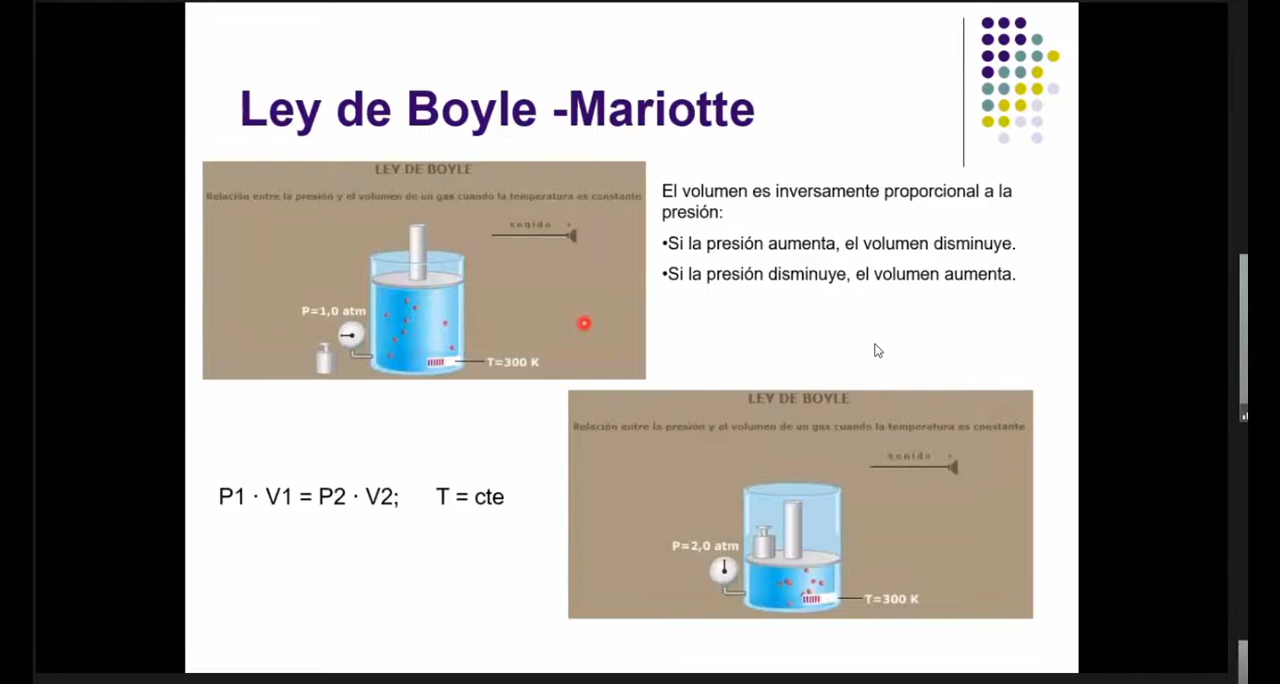 Ley de Boyle -Mariotte
LEY DE BOYLE
Relación entre la presión y el volumen de un gas cuando la temperatura es constante
sonido
P=1,0 atm
T=300 K
El volumen es inversamente proporcional a la
presión:
•Si la presión aumenta, el volumen disminuye.
•Si la presión disminuye, el volumen aumenta.
P1 · V1 = P2 · V2; T = cte
LEY DE BOYLE
Relación entre la presión y el volumen de un gas cuando la temperatura es constante
sonido
P=2,0 atm
T=300 K